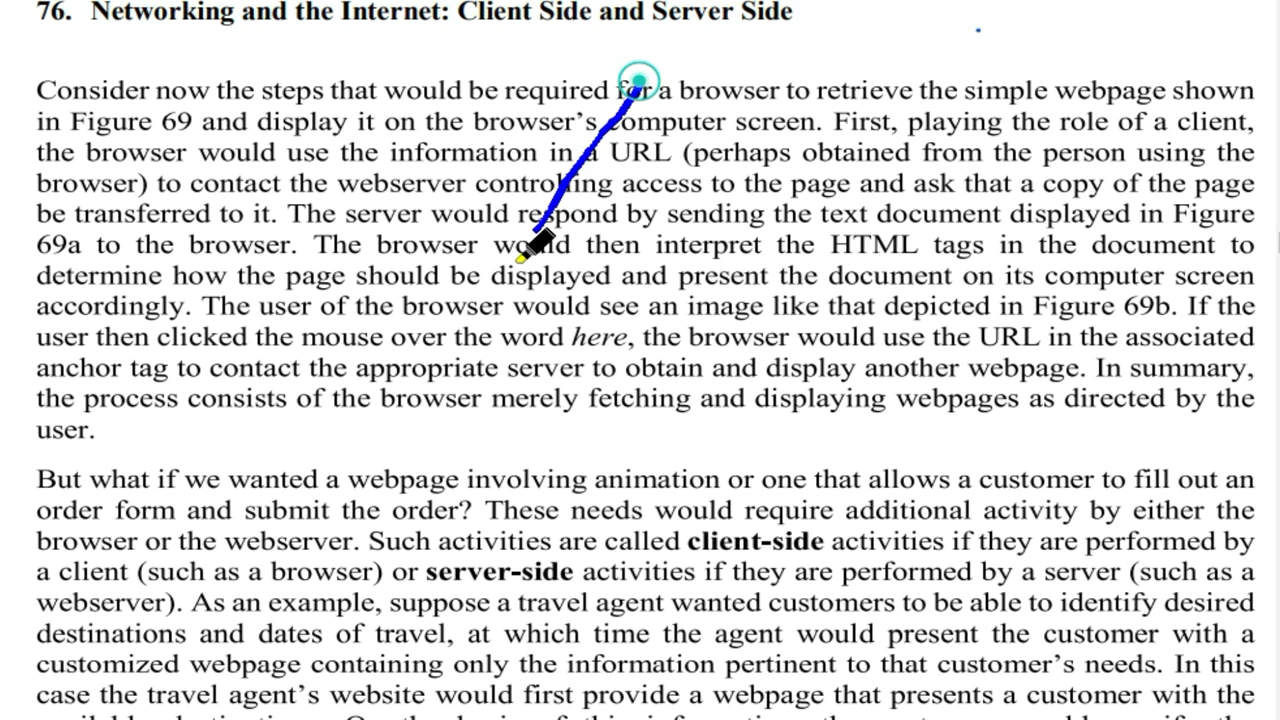 76. Networking and the Internet: Client Side and Server Side
Consider now the steps that would be required for a browser to retrieve the simple webpage shown
in Figure 69 and display it on the browser's computer screen. First, playing the role of a client,
the browser would use the information in a URL (perhaps obtained from the person using the
browser) to contact the webserver controlling access to the page and ask that a copy of the page
be transferred to it. The server would respond by sending the text document displayed in Figure
69a to the browser. The browser would then interpret the HTML tags in the document to
determine how the page should be displayed and present the document on its computer screen
accordingly. The user of the browser would see an image like that depicted in Figure 69b. If the
user then clicked the mouse over the word here, the browser would use the URL in the associated
anchor tag to contact the appropriate server to obtain and display another webpage. In summary,
the process consists of the browser merely fetching and displaying webpages as directed by the
user.
But what if we wanted a webpage involving animation or one that allows a customer to fill out an
order form and submit the order? These needs would require additional activity by either the
browser or the webserver. Such activities are called client-side activities if they are performed by
a client (such as a browser) or server-side activities if they are performed by a server (such as a
webserver). As an example, suppose a travel agent wanted customers to be able to identify desired
destinations and dates of travel, at which time the agent would present the customer with a
customized webpage containing only the information pertinent to that customer's needs. In this
case the travel agent's website would first provide a webpage that presents a customer with the